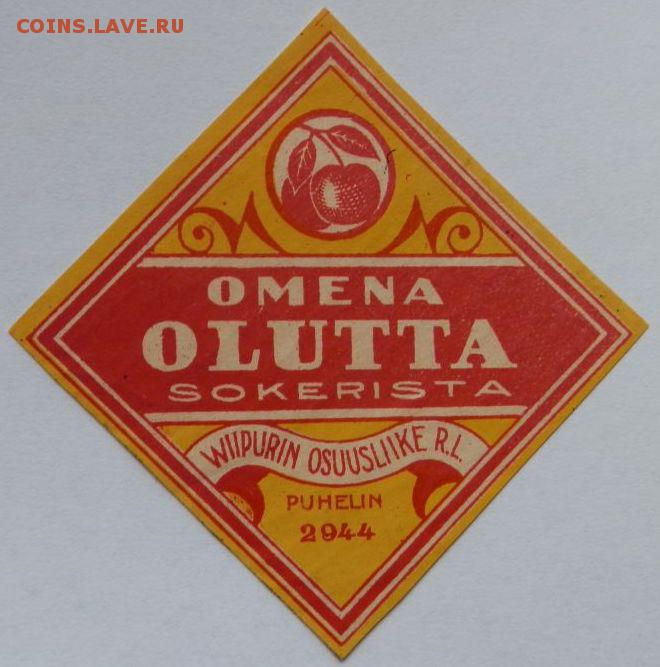 COINS.LAVE.RU
OMENA
OLUTTA
SOKERISTA
WIIPURIN OSUUSLIIKE R.L.
PUHELIN
2944